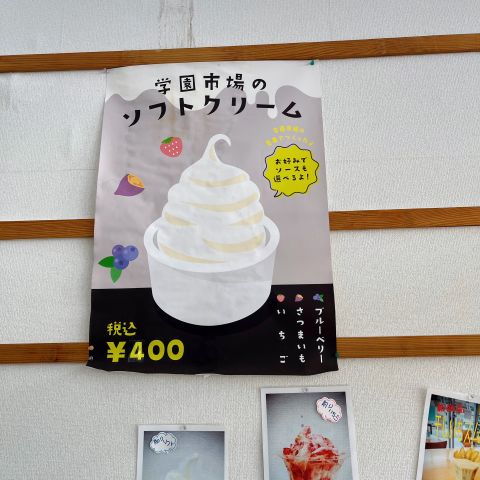 学園市場の
ソフトクリーム
お好みで
ソースも
選べるよ!
ブルーベリー
さつまいも
いちご
税込
¥400